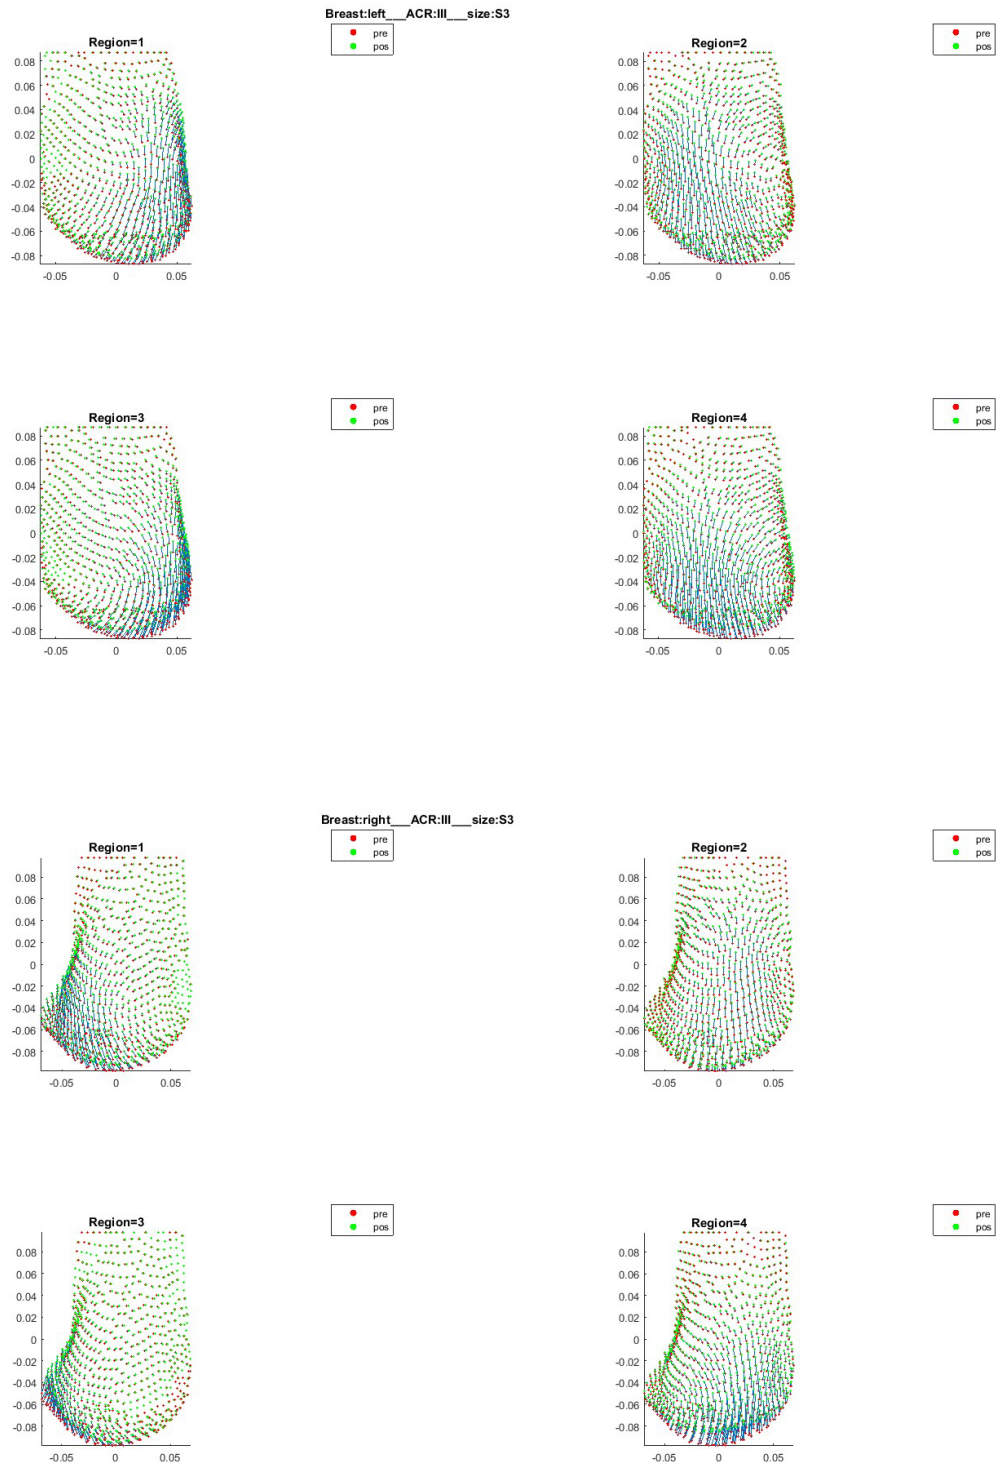 Breast:left___ACR:III___size:S3
Region=1
pre
pos
0.08
0.06
0.04
0.02
0
-0.02
-0.04
-0.06
-0.08
-0.05 0 0.05
Region=2
pre
pos
0.08
0.06
0.04
0.02
0
-0.02
-0.04
-0.06
-0.08
-0.05 0 0.05
Region=3
pre
pos
0.08
0.06
0.04
0.02
0
-0.02
-0.04
-0.06
-0.08
-0.05 0 0.05
Region=4
pre
pos
0.08
0.06
0.04
0.02
0
-0.02
-0.04
-0.06
-0.08
-0.05 0 0.05
Breast:right___ACR:III___size:S3
Region=1
pre
pos
0.08
0.06
0.04
0.02
0
-0.02
-0.04
-0.06
-0.08
-0.05 0 0.05
Region=2
pre
pos
0.08
0.06
0.04
0.02
0
-0.02
-0.04
-0.06
-0.08
-0.05 0 0.05
Region=3
pre
pos
0.08
0.06
0.04
0.02
0
-0.02
-0.04
-0.06
-0.08
-0.05 0 0.05
Region=4
pre
pos
0.08
0.06
0.04
0.02
0
-0.02
-0.04
-0.06
-0.08
-0.05 0 0.05